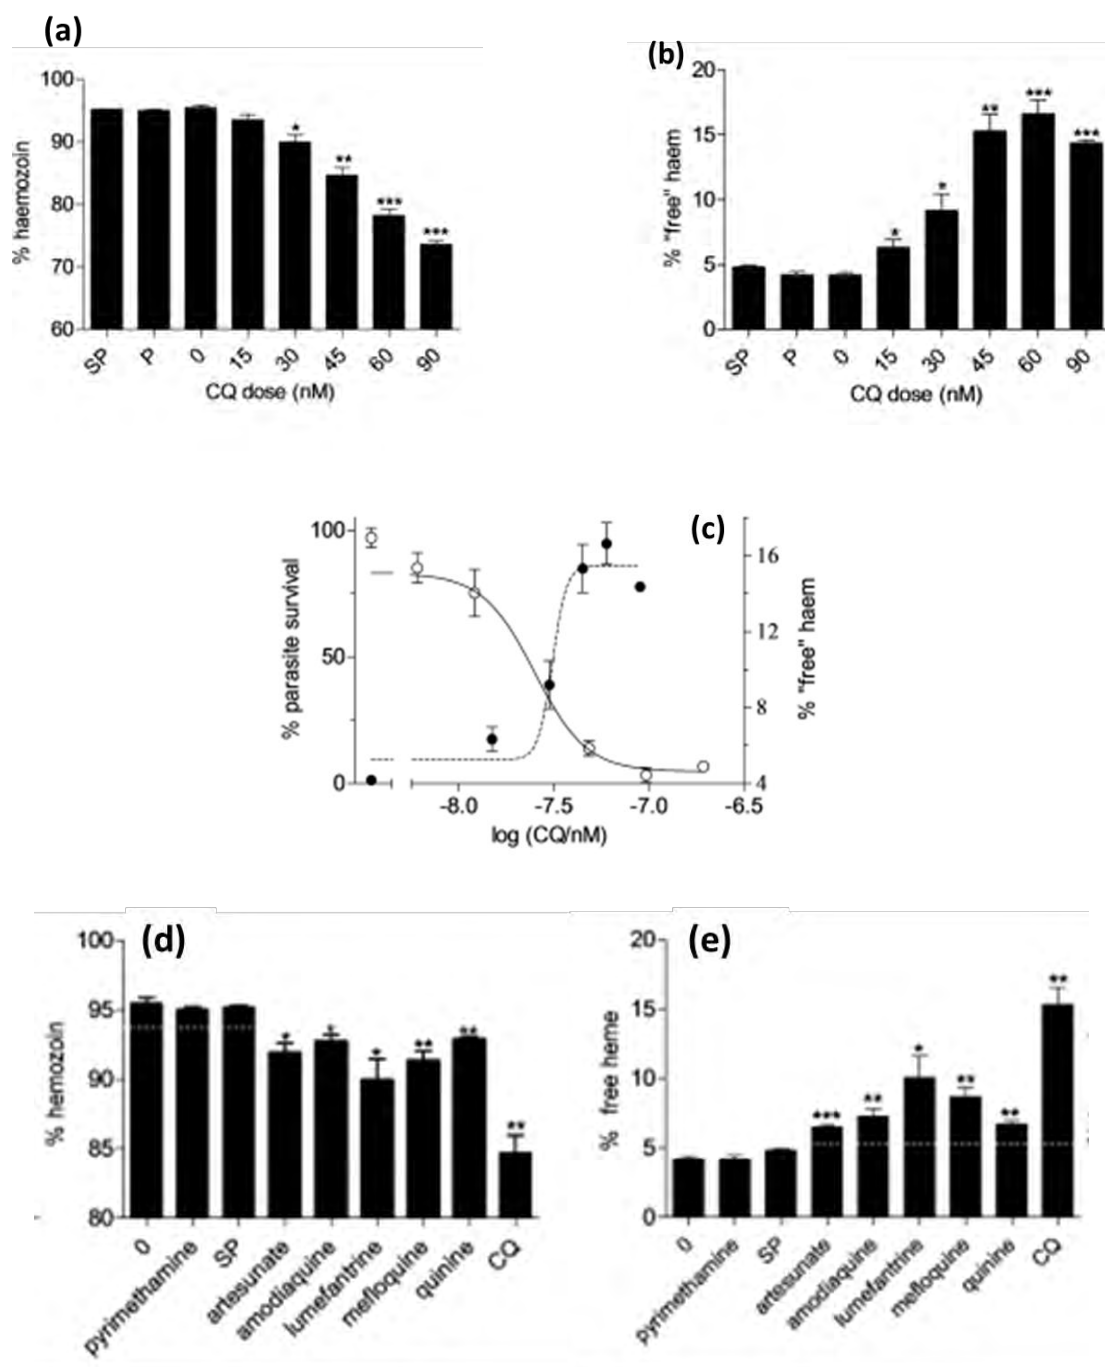 (a)
100
90
80
70
60
% haemozoin
* ** *** ***
SP P 0 15 30 45 60 90
CQ dose (nM)
(b)
20
15
10
5
0
% "free" haem
* * ** *** ***
SP P 0 15 30 45 60 90
CQ dose (nM)
(c)
100
50
0
% parasite survival
16
12
8
4
% "free" haem
-8.0 -7.5 -7.0 -6.5
log (CQ/nM)
(d)
100
95
90
85
80
% hemozoin
* * * ** ** **
0 pyrimethamine SP artesunate amodiaquine lumefantrine mefloquine quinine CQ
(e)
20
15
10
5
0
% free heme
*** ** * ** ** **
0 pyrimethamine SP artesunate amodiaquine lumefantrine mefloquine quinine CQ